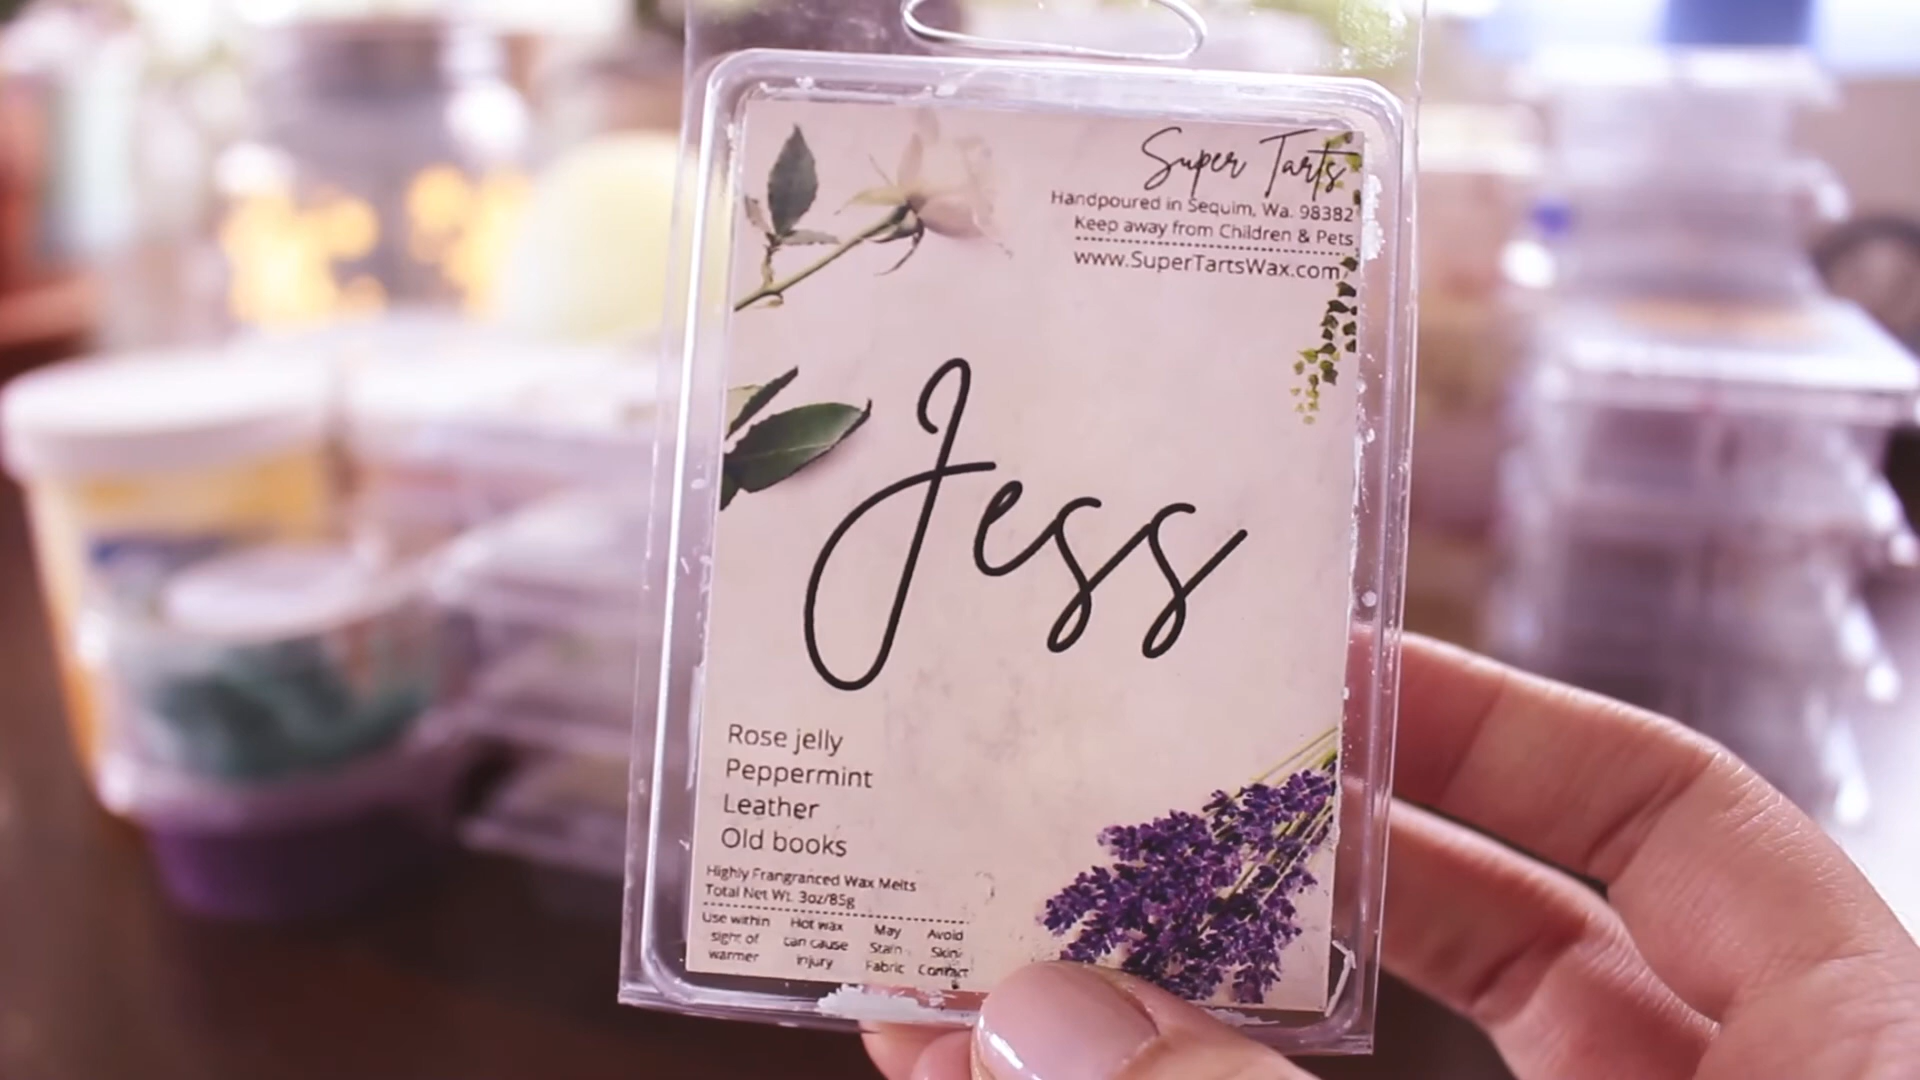 Super Tarts
Handpoured in Sequim, Wa. 98382
Keep away from Children & Pets
www.SuperTartsWax.com
Jess
Rose jelly
Peppermint
Leather
Old books
Highly Frangranced Wax Melts
Total Net Wt. 3oz/85g
Use within sight of warmer
Hot wax can cause injury
May Stain Fabric
Avoid Skin Contact